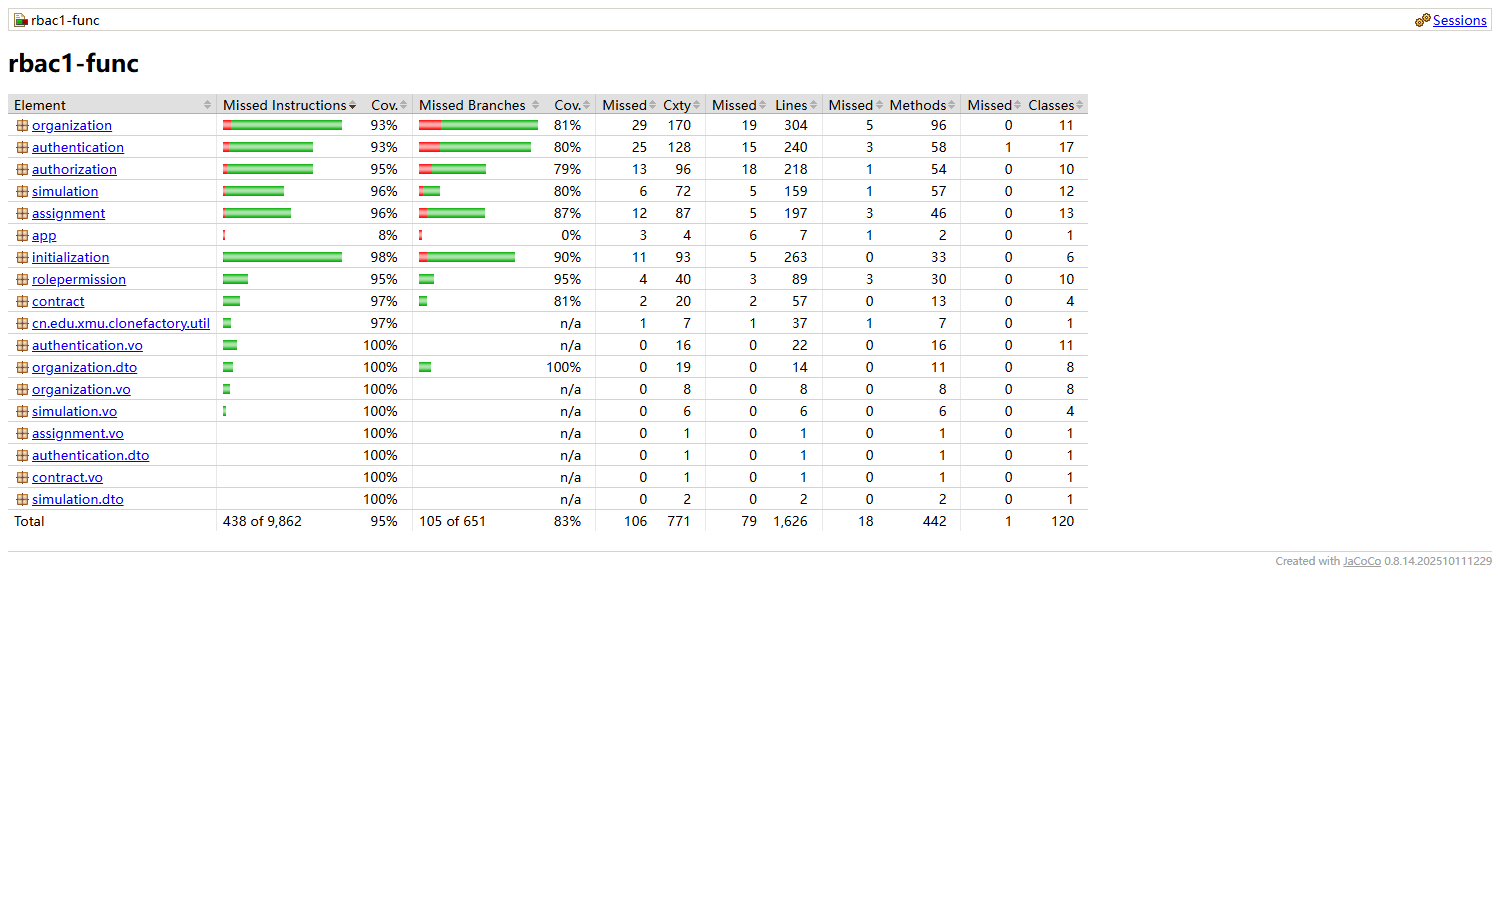 rbac1-func Sessions
rbac1-func
Element Missed Instructions Cov. Missed Branches Cov. Missed Cxty Missed Lines Missed Methods Missed Classes
organization 93% 81% 29 170 19 304 5 96 0 11
authentication 93% 80% 25 128 15 240 3 58 1 17
authorization 95% 79% 13 96 18 218 1 54 0 10
simulation 96% 80% 6 72 5 159 1 57 0 12
assignment 96% 87% 12 87 5 197 3 46 0 13
app 8% 0% 3 4 6 7 1 2 0 1
initialization 98% 90% 11 93 5 263 0 33 0 6
rolepermission 95% 95% 4 40 3 89 3 30 0 10
contract 97% 81% 2 20 2 57 0 13 0 4
cn.edu.xmu.clonefactory.util 97% n/a 1 7 1 37 1 7 0 1
authentication.vo 100% n/a 0 16 0 22 0 16 0 11
organization.dto 100% 100% 0 19 0 14 0 11 0 8
organization.vo 100% n/a 0 8 0 8 0 8 0 8
simulation.vo 100% n/a 0 6 0 6 0 6 0 4
assignment.vo 100% n/a 0 1 0 1 0 1 0 1
authentication.dto 100% n/a 0 1 0 1 0 1 0 1
contract.vo 100% n/a 0 1 0 1 0 1 0 1
simulation.dto 100% n/a 0 2 0 2 0 2 0 1
Total 438 of 9,862 95% 105 of 651 83% 106 771 79 1,626 18 442 1 120
Created with JaCoCo 0.8.14.202510111229